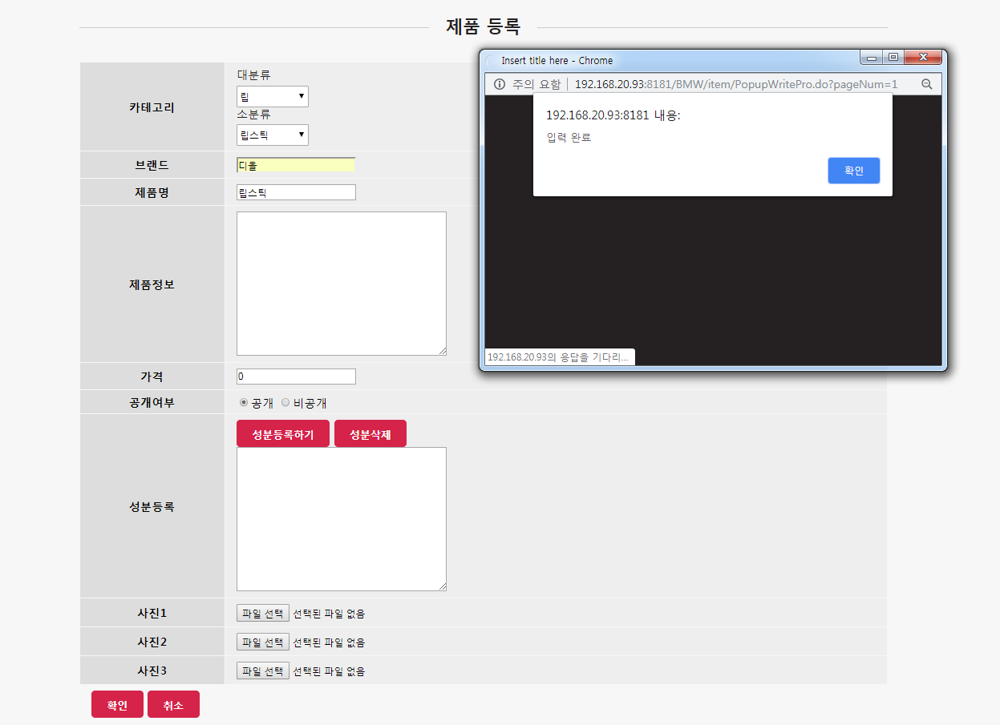 제품 등록
카테고리
대분류
립
소분류
립스틱
브랜드
디올
제품명
립스틱
제품정보
가격
0
공개여부
공개 비공개
성분등록
성분등록하기 성분삭제
사진1
파일 선택 선택된 파일 없음
사진2
파일 선택 선택된 파일 없음
사진3
파일 선택 선택된 파일 없음
확인 취소
Insert title here - Chrome
주의 요함 192.168.20.93:8181/BMW/item/PopupWritePro.do?pageNum=1
192.168.20.93:8181 내용:
입력 완료
확인
192.168.20.93의 응답을 기다리...